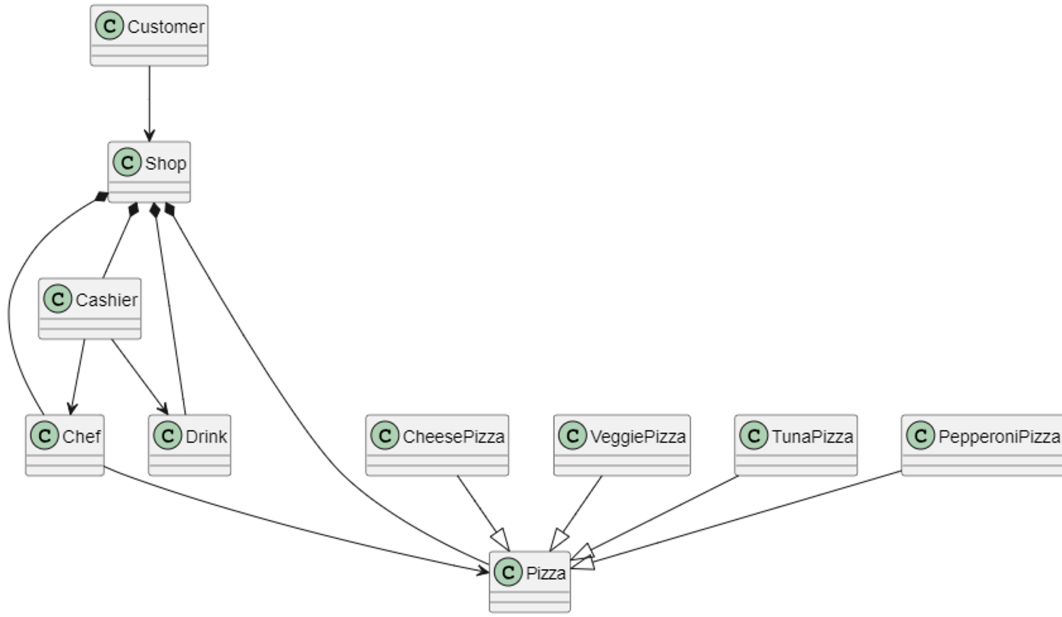 C Customer
C Shop
C Cashier
C Chef
C Drink
C CheesePizza
C VeggiePizza
C TunaPizza
C PepperoniPizza
C Pizza